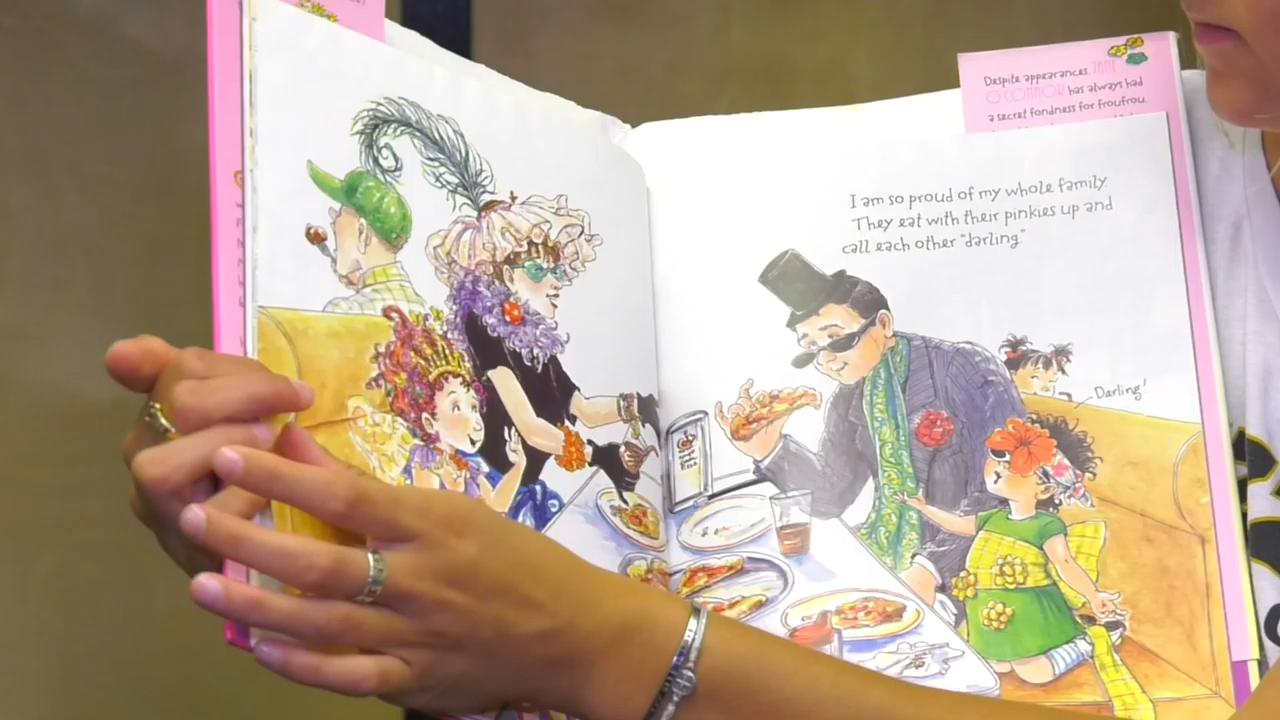 Despite appearances, JANE
O'CONNOR has always had
a secret fondness for froufrou.
I am so proud of my whole family.
They eat with their pinkies up and
call each other "darling."
Darling!